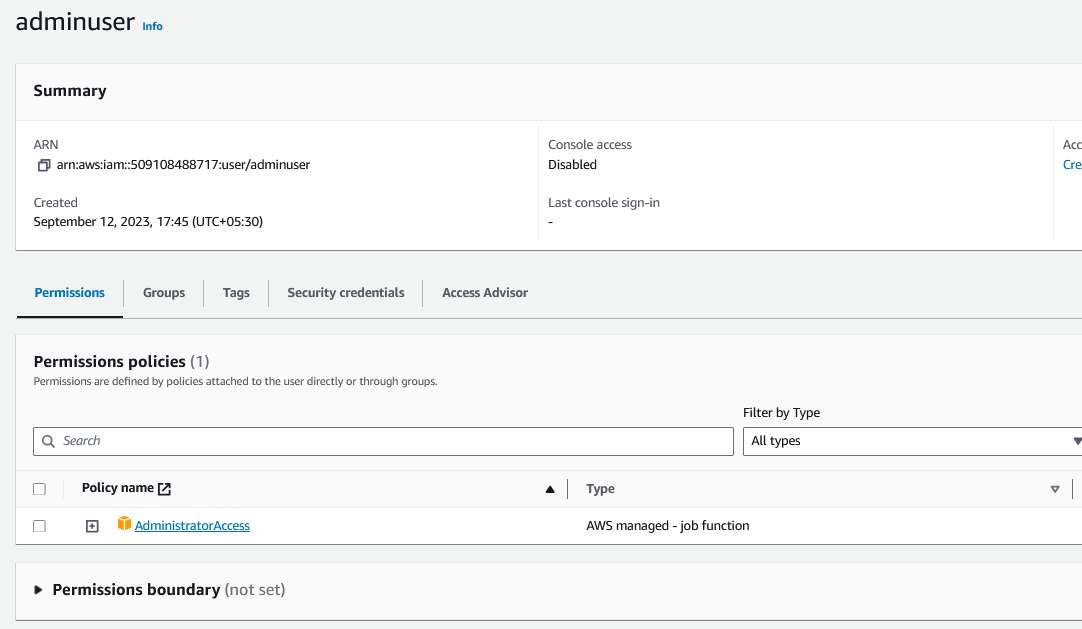 adminuser Info
Summary
ARN
arn:aws:iam::509108488717:user/adminuser
Created
September 12, 2023, 17:45 (UTC+05:30)
Console access
Disabled
Last console sign-in
-
Acc
Cre
Permissions Groups Tags Security credentials Access Advisor
Permissions policies (1)
Permissions are defined by policies attached to the user directly or through groups.
Filter by Type
Search
All types
Policy name Type
AdministratorAccess AWS managed - job function
Permissions boundary (not set)